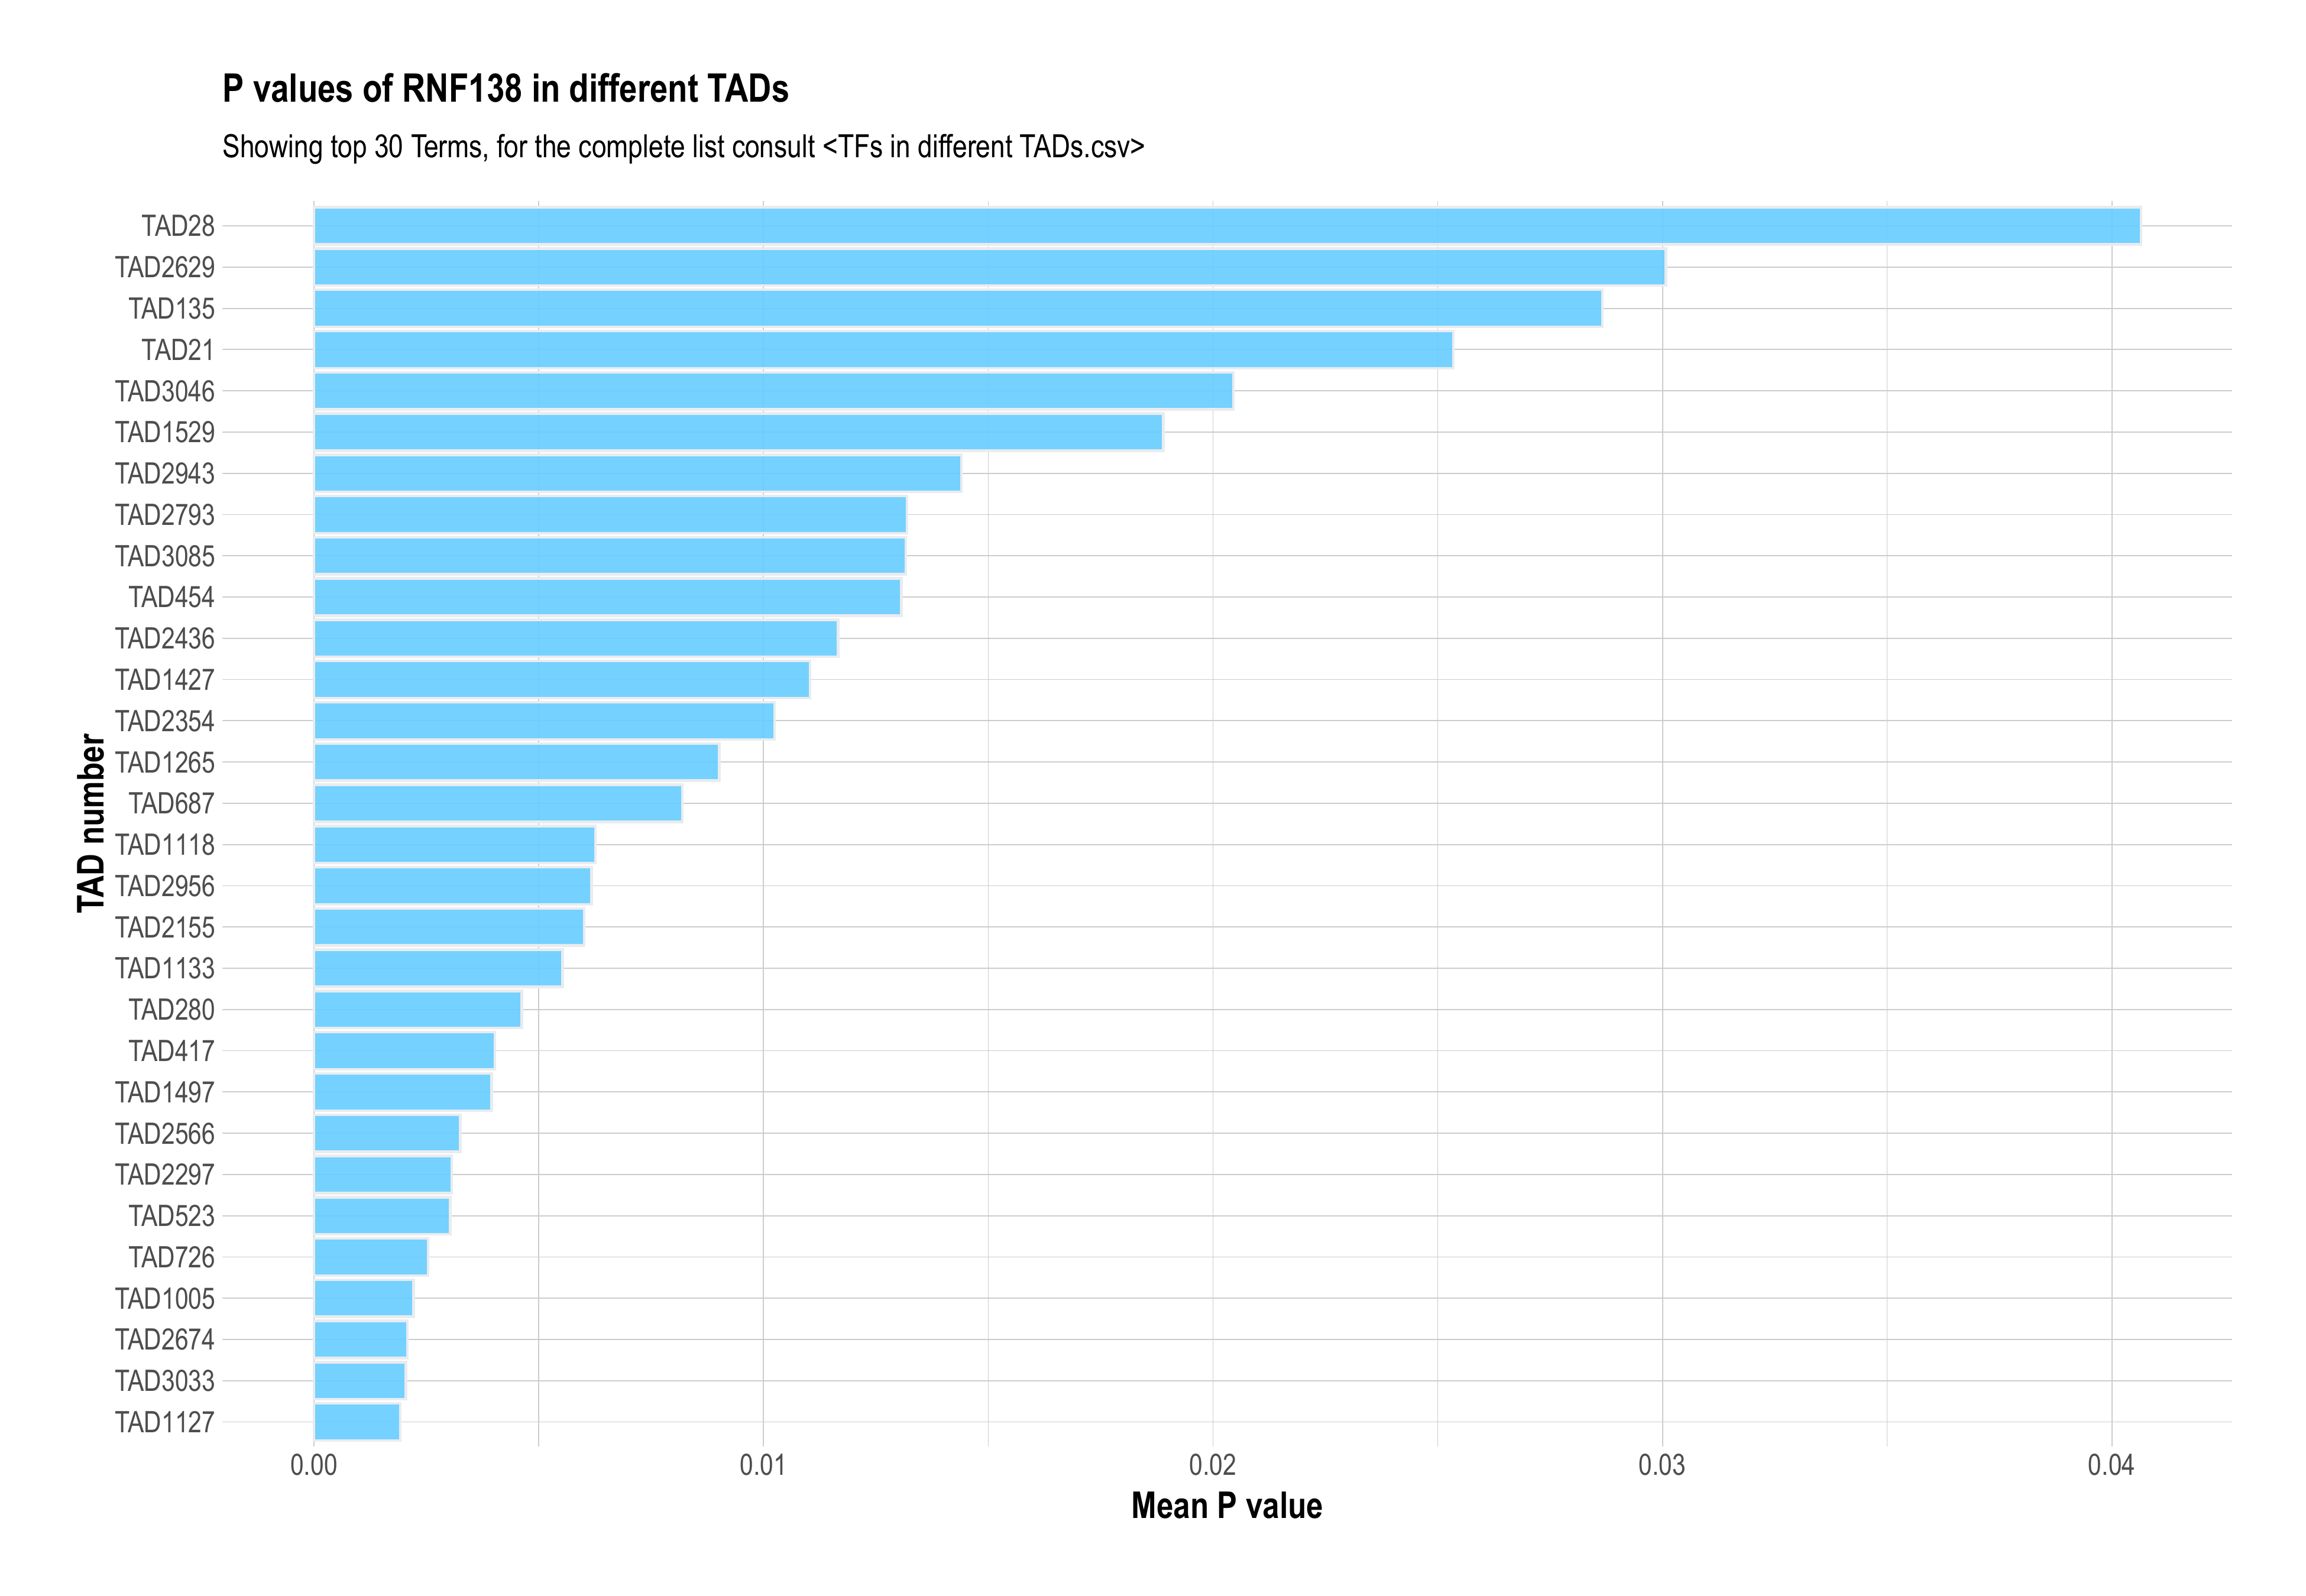 P values of RNF138 in different TADs
Showing top 30 Terms, for the complete list consult <TFs in different TADs.csv>
TAD number
TAD28
TAD2629
TAD135
TAD21
TAD3046
TAD1529
TAD2943
TAD2793
TAD3085
TAD454
TAD2436
TAD1427
TAD2354
TAD1265
TAD687
TAD1118
TAD2956
TAD2155
TAD1133
TAD280
TAD417
TAD1497
TAD2566
TAD2297
TAD523
TAD726
TAD1005
TAD2674
TAD3033
TAD1127
0.00 0.01 0.02 0.03 0.04
Mean P value